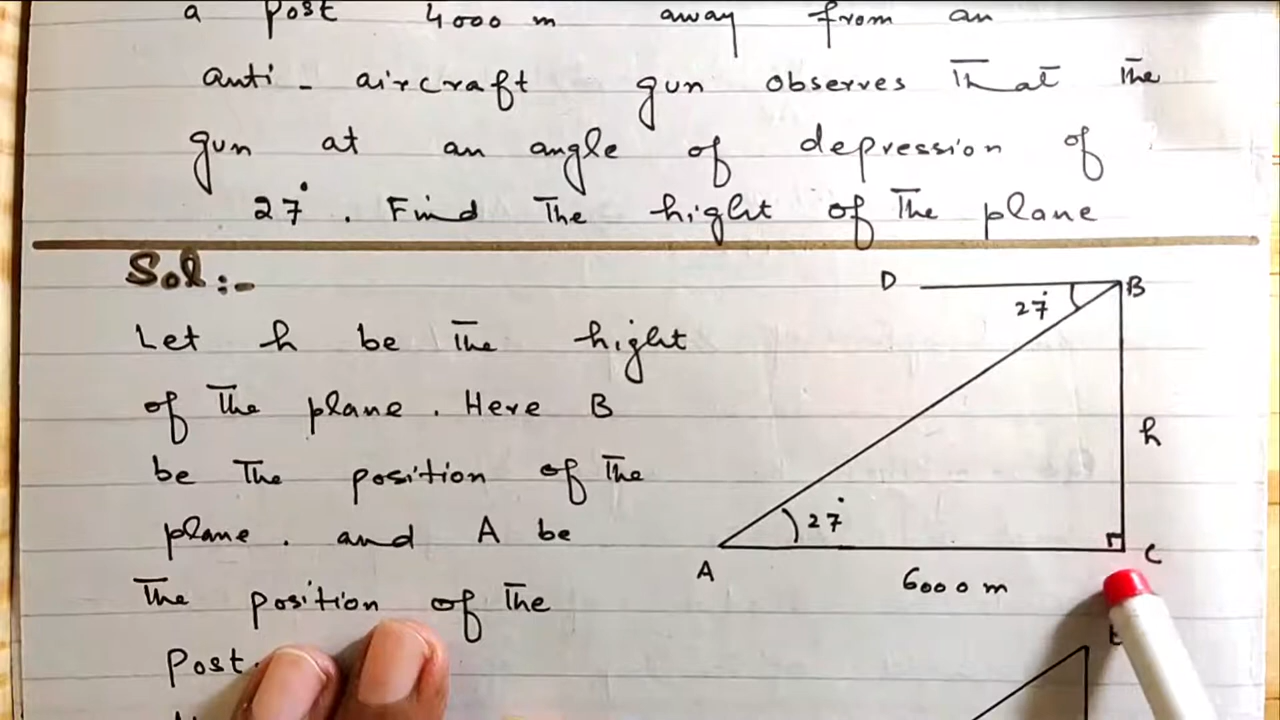 a post 4000 m away from an
anti-aircraft gun observes that the
gun at an angle of depression of
27°. Find the hight of the plane
Sol:-
Let h be the hight
of the plane. Here B
be the position of the
plane. and A be
the position of the
Post.
D
B
27°
h
27°
A
C
6000 m